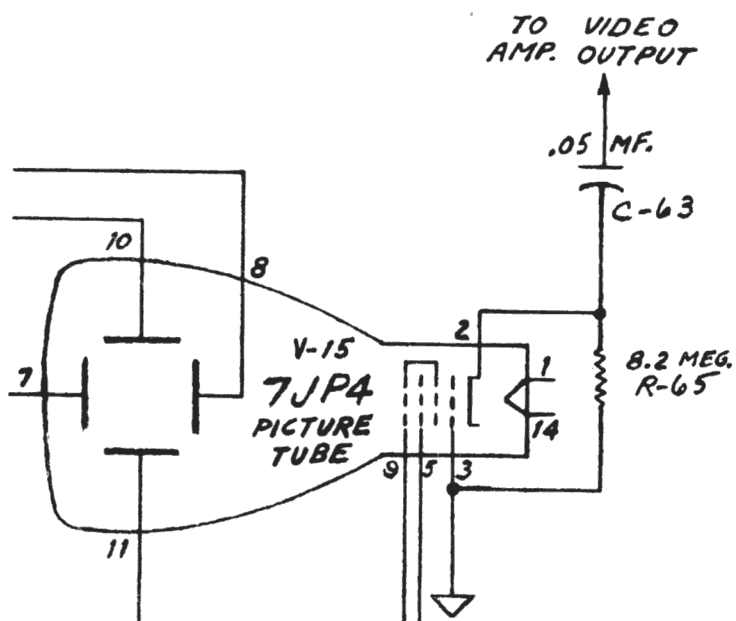 TO VIDEO
AMP. OUTPUT
.05 MF.
C-63
10
8
2
V-15
1
8.2 MEG.
7
7JP4
R-65
PICTURE
14
TUBE
9 5 3
11